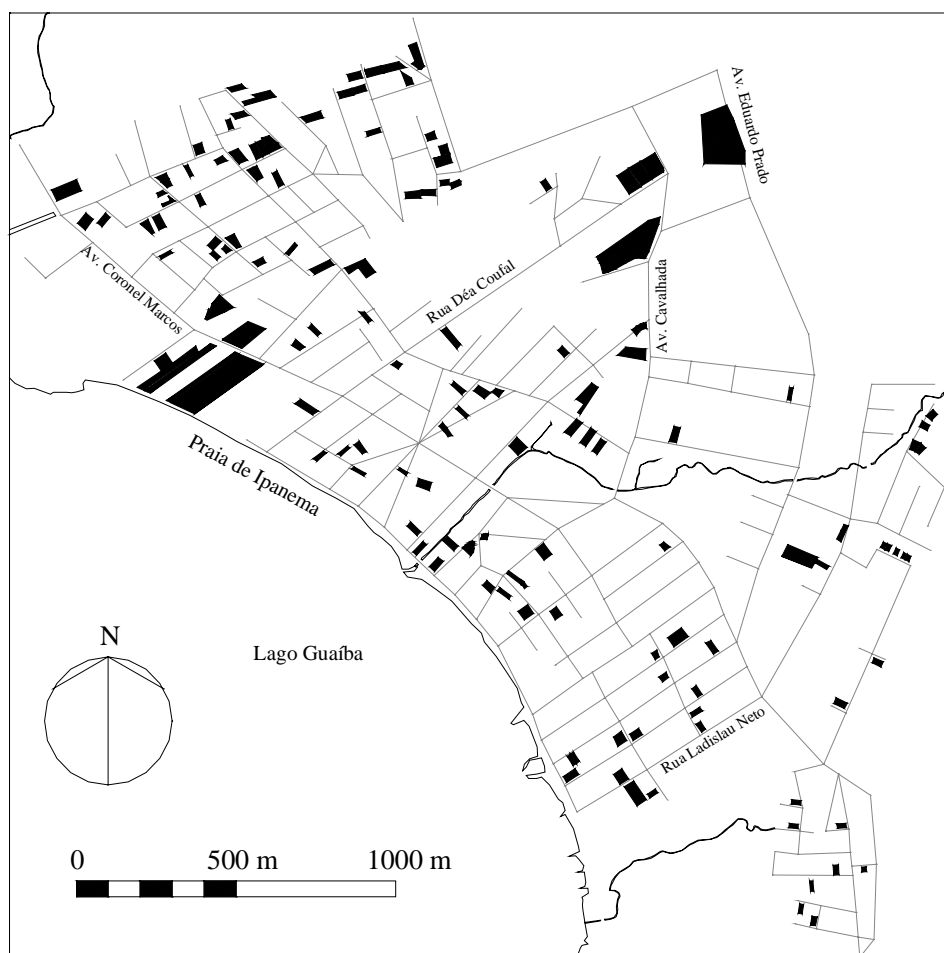 Av. Eduardo Prado
Av. Coronel Marcos
Rua Déa Coufal
Av. Cavalhada
Praia de Ipanema
N
Lago Guaíba
Rua Ladislau Neto
0 500 m 1000 m